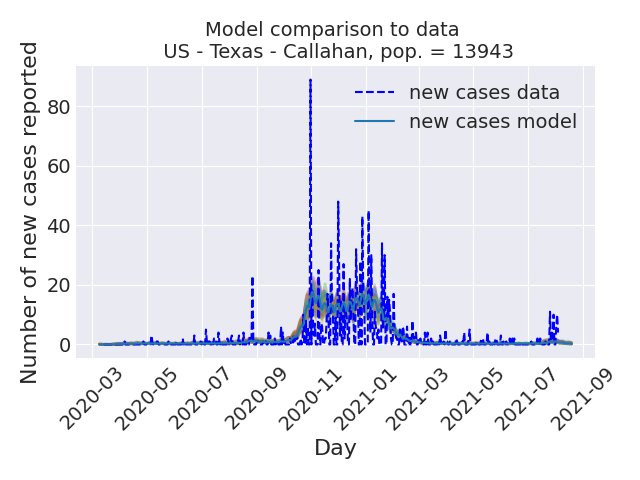 Model comparison to data
US - Texas - Callahan, pop. = 13943
new cases data
new cases model
Number of new cases reported
80
60
40
20
0
2020-03
2020-05
2020-07
2020-09
2020-11
2021-01
2021-03
2021-05
2021-07
2021-09
Day